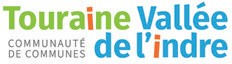 Touraine Vallée
COMMUNAUTÉ
DE COMMUNES
de l'indre